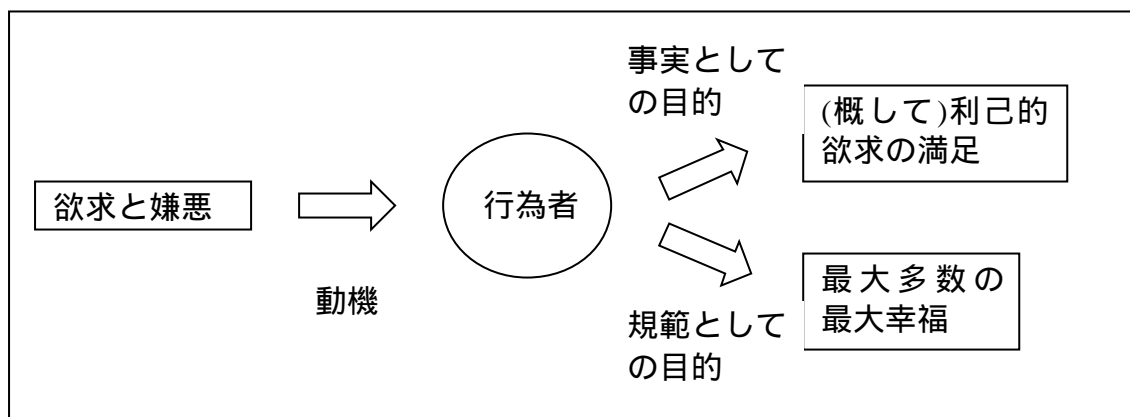 事実として
の目的
(概して)利己的
欲求の満足
欲求と嫌悪
行為者
動機
最大多数の
最大幸福
規範として
の目的